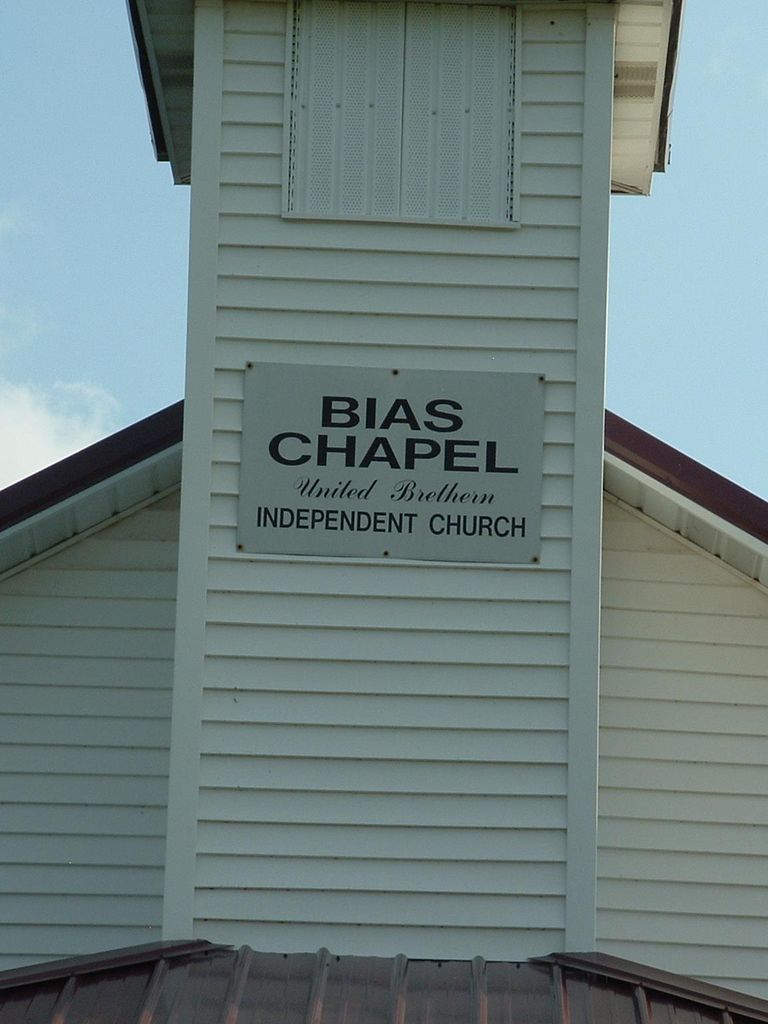 BIAS
CHAPEL
United Brethern
INDEPENDENT CHURCH